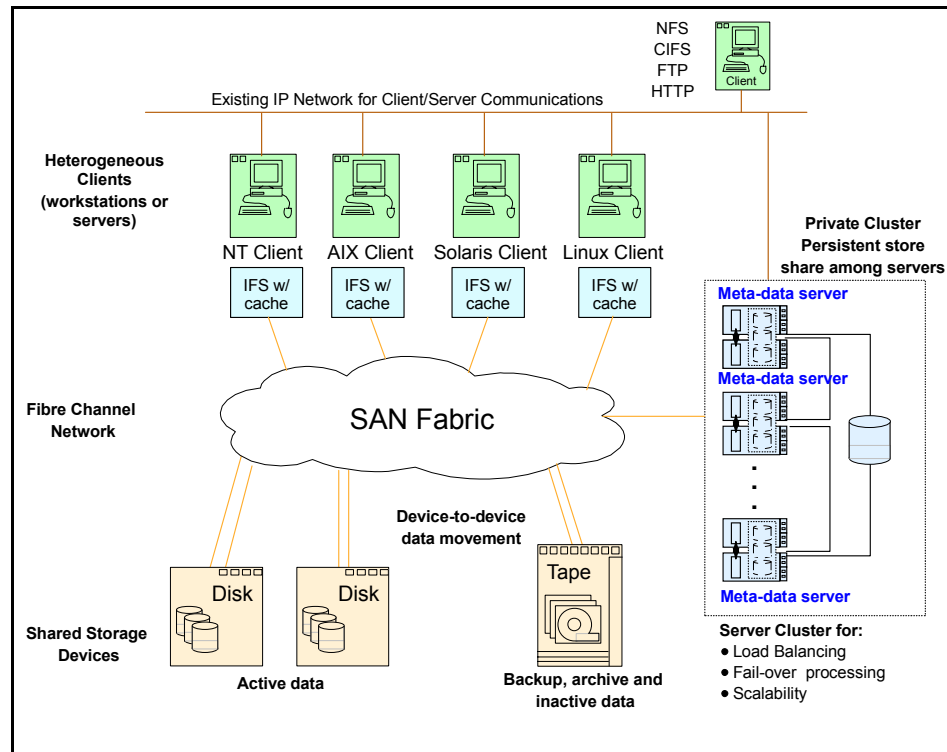 NFS
CIFS
FTP
HTTP
Client
Existing IP Network for Client/Server Communications
Heterogeneous
Clients
(workstations or
servers)
NT Client
AIX Client
Solaris Client
Linux Client
IFS w/
cache
IFS w/
cache
IFS w/
cache
IFS w/
cache
Private Cluster
Persistent store
share among servers
Meta-data server
Meta-data server
Meta-data server
Fibre Channel
Network
SAN Fabric
Device-to-device
data movement
Disk
Disk
Tape
Shared Storage
Devices
Active data
Backup, archive and
inactive data
Server Cluster for:
● Load Balancing
● Fail-over processing
● Scalability